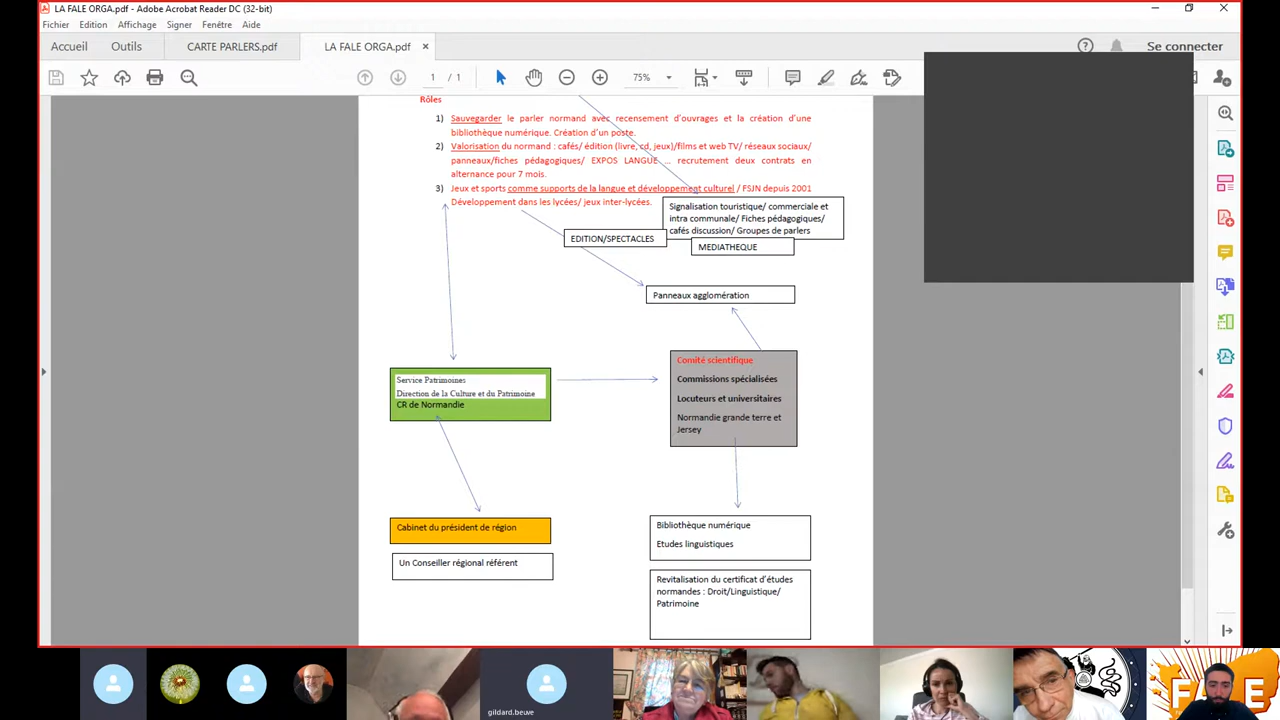 LA FALE ORGA.pdf - Adobe Acrobat Reader DC (32-bit)
Fichier Edition Affichage Signer Fenêtre Aide
Accueil Outils CARTE PARLERS.pdf LA FALE ORGA.pdf × Se connecter
1 / 1 75%
Rôles
1) Sauvegarder le parler normand avec recensement d'ouvrages et la création d'une
bibliothèque numérique. Création d'un poste.
2) Valorisation du normand : cafés/ édition (livre, cd, jeux)/films et web TV/ réseaux sociaux/
panneaux/fiches pédagogiques/ EXPOS LANGUE ... recrutement deux contrats en
alternance pour 7 mois.
3) Jeux et sports comme supports de la langue et développement culturel / FSJN depuis 2001
Développement dans les lycées/ jeux inter-lycées.
Signalisation touristique/ commerciale et
intra communale/ Fiches pédagogiques/
cafés discussion/ Groupes de parlers
EDITION/SPECTACLES
MEDIATHEQUE
Panneaux agglomération
Comité scientifique
Commissions spécialisées
Locuteurs et universitaires
Normandie grande terre et
Jersey
Service Patrimoines
Direction de la Culture et du Patrimoine
CR de Normandie
Cabinet du président de région
Un Conseiller régional référent
Bibliothèque numérique
Etudes linguistiques
Revitalisation du certificat d'études
normandes : Droit/Linguistique/
Patrimoine
gildard.beuve